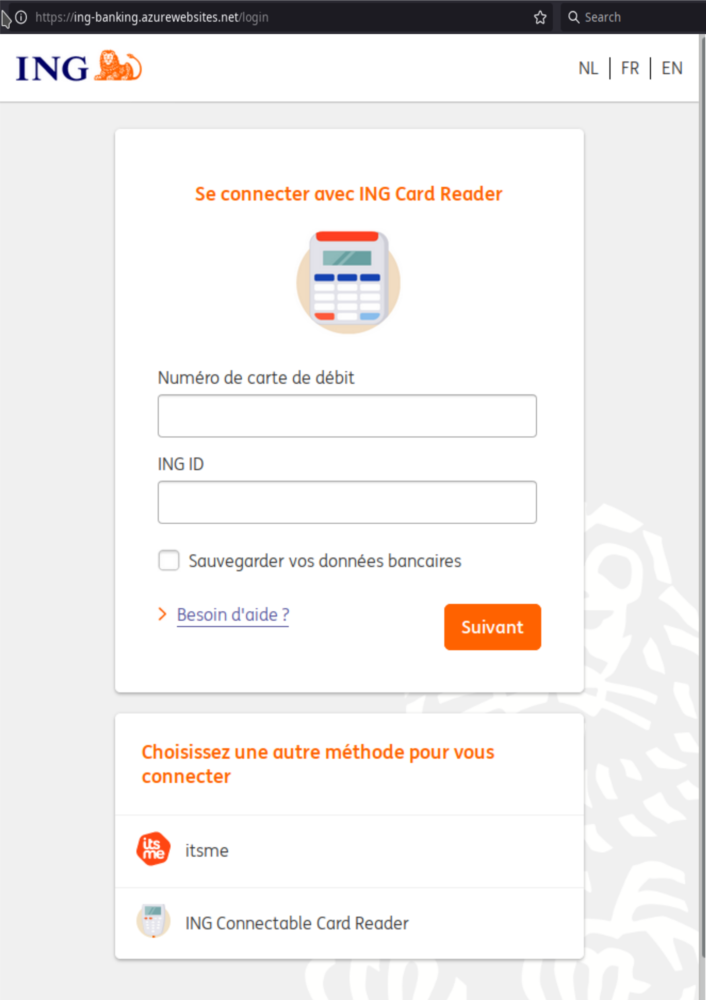 https://ing-banking.azurewebsites.net/login
Search
ING
NL | FR | EN
Se connecter avec ING Card Reader
Numéro de carte de débit
ING ID
Sauvegarder vos données bancaires
Besoin d'aide ?
Suivant
Choisissez une autre méthode pour vous
connecter
its
me
itsme
ING Connectable Card Reader